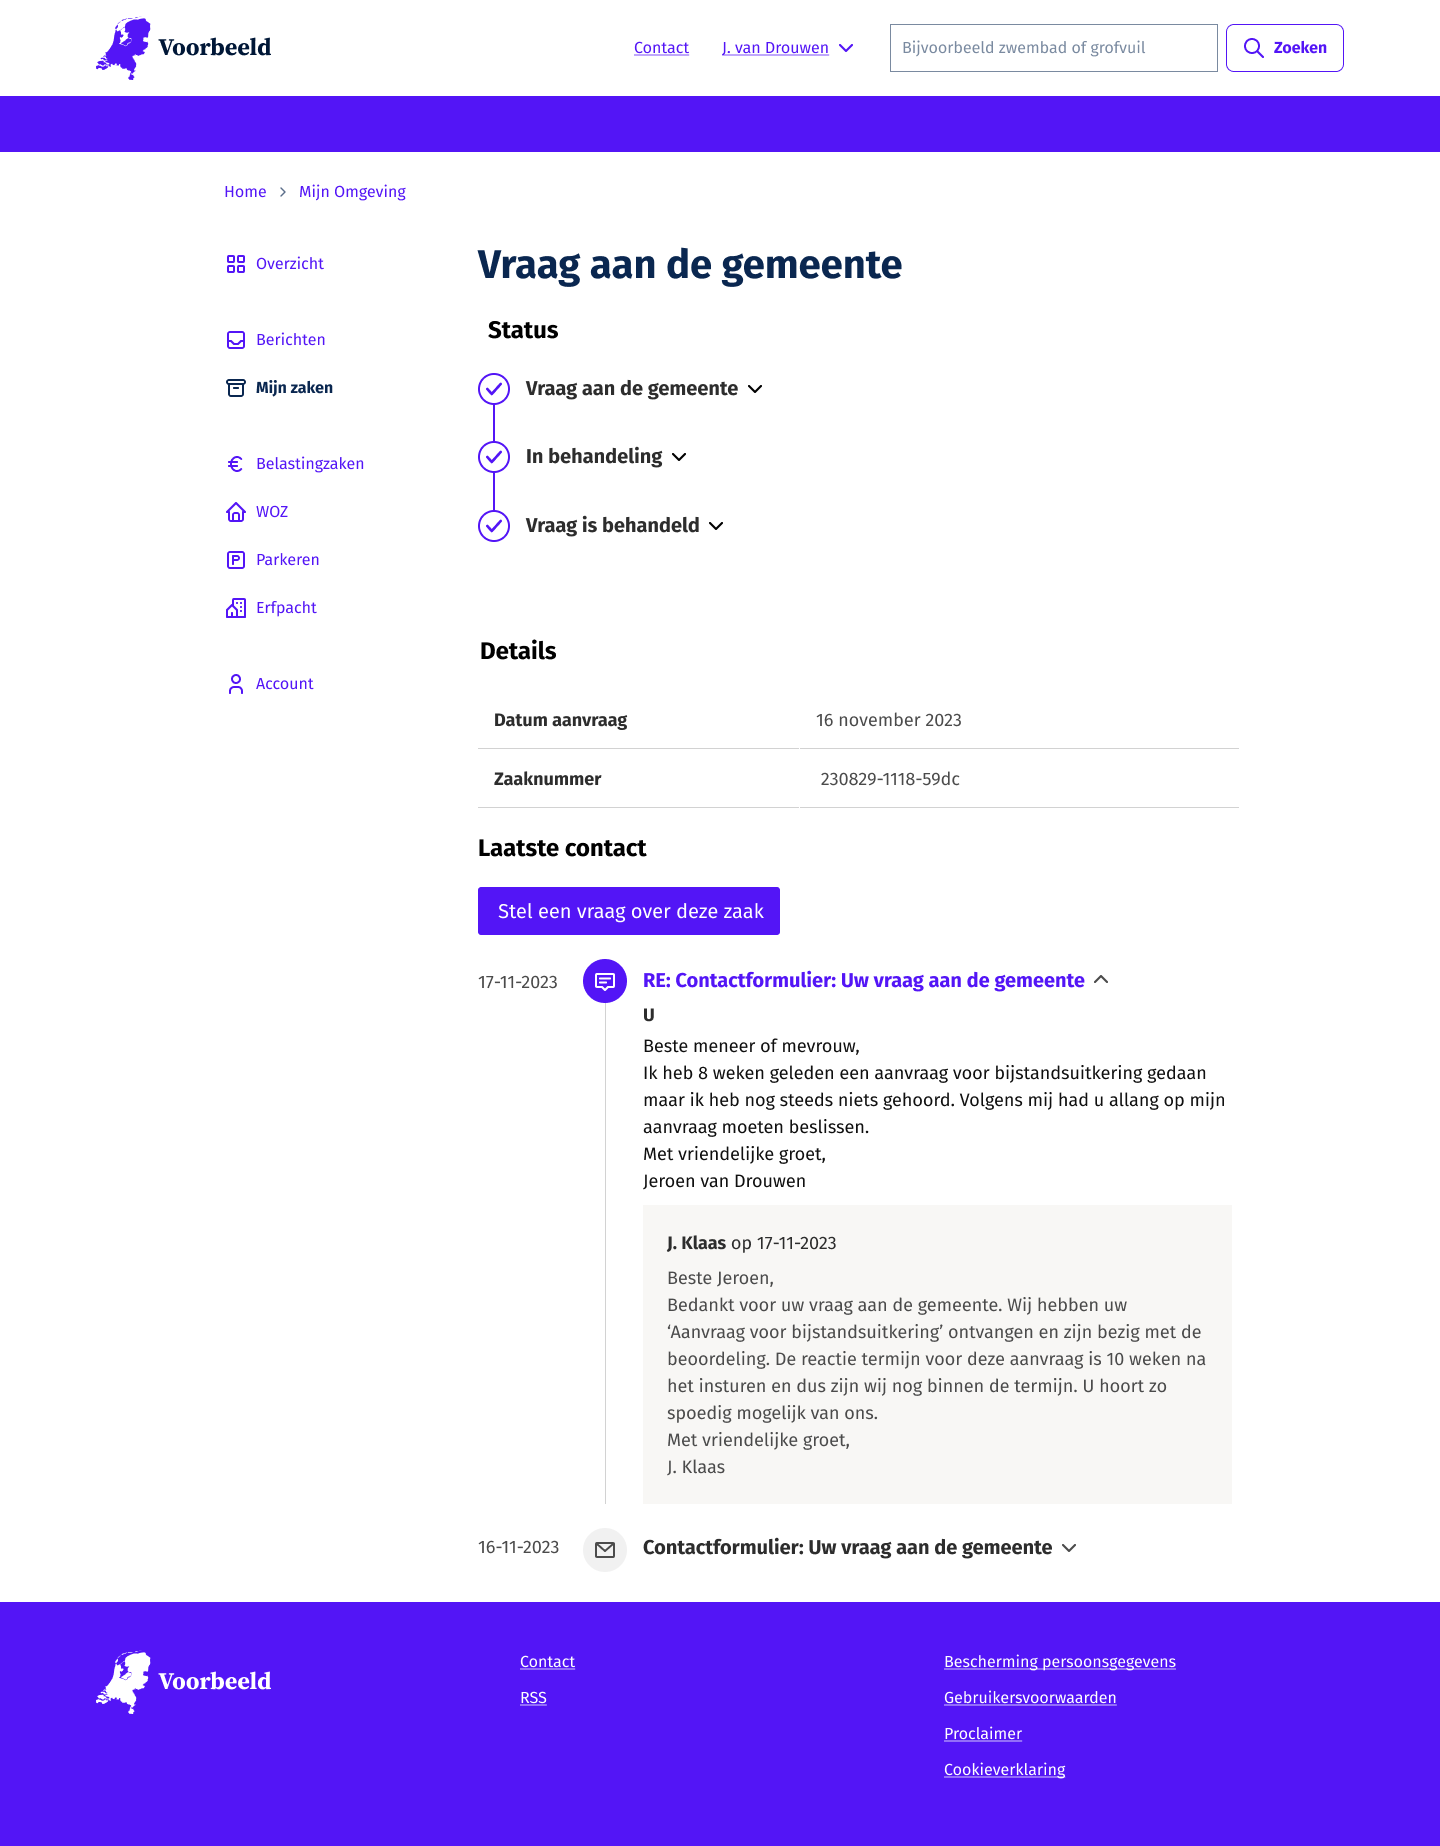 Voorbeeld
Contact
J. van Drouwen
Bijvoorbeeld zwembad of grofvuil
Zoeken
Home
Mijn Omgeving
Overzicht
Berichten
Mijn zaken
Belastingzaken
WOZ
Parkeren
Erfpacht
Account
Vraag aan de gemeente
Status
Vraag aan de gemeente
In behandeling
Vraag is behandeld
Details
Datum aanvraag 16 november 2023
Zaaknummer 230829-1118-59dc
Laatste contact
Stel een vraag over deze zaak
17-11-2023
RE: Contactformulier: Uw vraag aan de gemeente
U
Beste meneer of mevrouw,
Ik heb 8 weken geleden een aanvraag voor bijstandsuitkering gedaan
maar ik heb nog steeds niets gehoord. Volgens mij had u allang op mijn
aanvraag moeten beslissen.
Met vriendelijke groet,
Jeroen van Drouwen
J. Klaas op 17-11-2023
Beste Jeroen,
Bedankt voor uw vraag aan de gemeente. Wij hebben uw
‘Aanvraag voor bijstandsuitkering’ ontvangen en zijn bezig met de
beoordeling. De reactie termijn voor deze aanvraag is 10 weken na
het insturen en dus zijn wij nog binnen de termijn. U hoort zo
spoedig mogelijk van ons.
Met vriendelijke groet,
J. Klaas
16-11-2023
Contactformulier: Uw vraag aan de gemeente
Voorbeeld
Contact
RSS
Bescherming persoonsgegevens
Gebruikersvoorwaarden
Proclaimer
Cookieverklaring